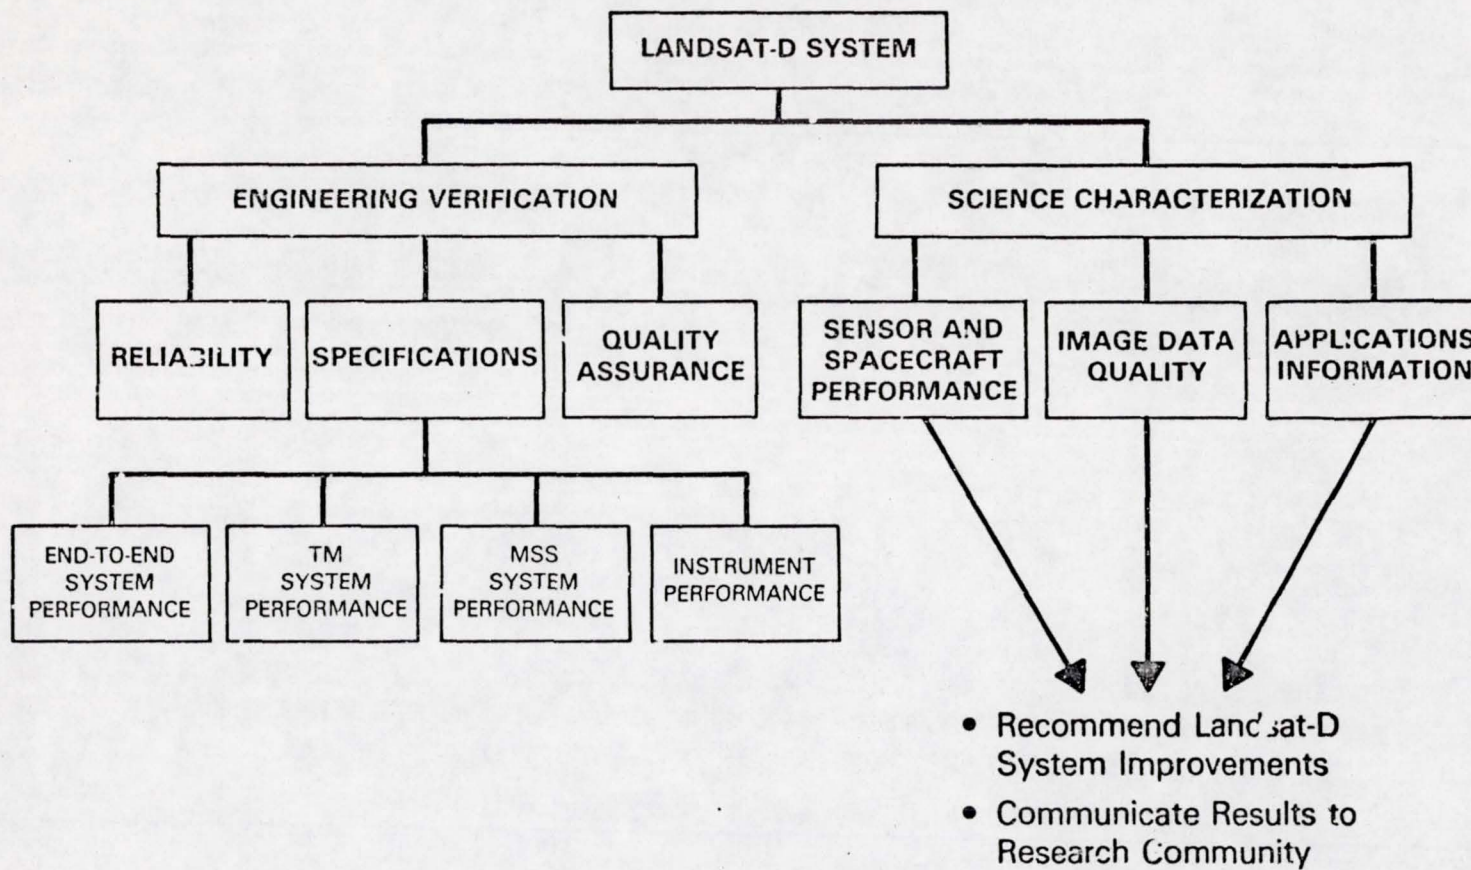 LANDSAT-D SYSTEM
ENGINEERING VERIFICATION
SCIENCE CHARACTERIZATION
RELIABILITY
SPECIFICATIONS
QUALITY
ASSURANCE
SENSOR AND
SPACECRAFT
PERFORMANCE
IMAGE DATA
QUALITY
APPLICATIONS
INFORMATION
END-TO-END
SYSTEM
PERFORMANCE
TM
SYSTEM
PERFORMANCE
MSS
SYSTEM
PERFORMANCE
INSTRUMENT
PERFORMANCE
• Recommend Landsat-D
System Improvements
• Communicate Results to
Research Community